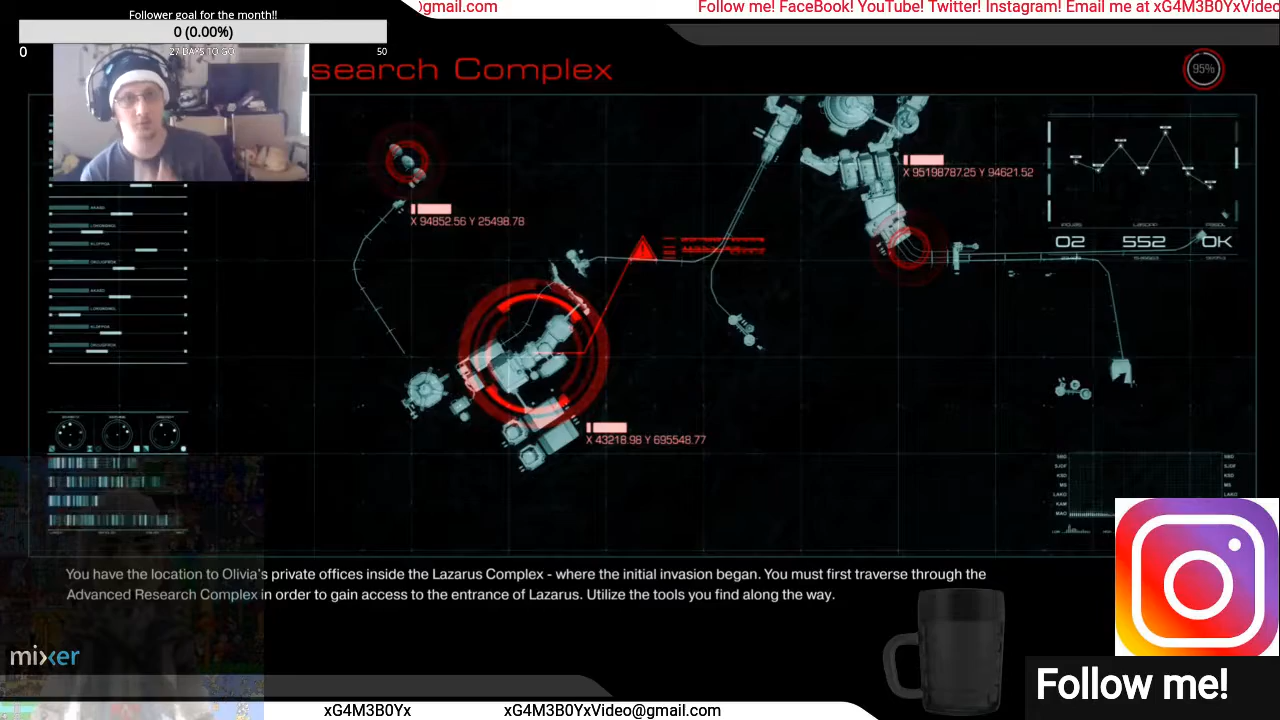 Follower goal for the month!!
0 (0.00%)
0
27 DAYS TO GO
50
@gmail.com
Follow me! FaceBook! YouTube! Twitter! Instagram! Email me at xG4M3B0YxVideo
search Complex
95%
X 94852.56 Y 25498.78
X 95198787.25 Y 94621.52
X 43218.98 Y 695548.77
02
552
OK
You have the location to Olivia's private offices inside the Lazarus Complex - where the initial invasion began. You must first traverse through the
Advanced Research Complex in order to gain access to the entrance of Lazarus. Utilize the tools you find along the way.
mixer
Follow me!
xG4M3B0Yx
xG4M3B0YxVideo@gmail.com